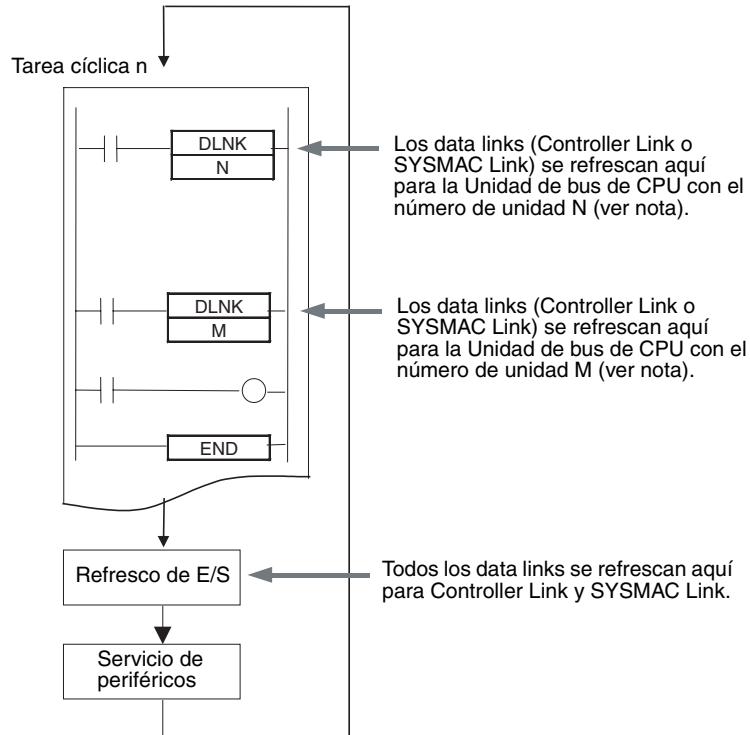 Tarea cíclica n
DLNK
N
Los data links (Controller Link o
SYSMAC Link) se refrescan aquí
para la Unidad de bus de CPU con el
número de unidad N (ver nota).
DLNK
M
Los data links (Controller Link o
SYSMAC Link) se refrescan aquí
para la Unidad de bus de CPU con el
número de unidad M (ver nota).
END
Refresco de E/S
Todos los data links se refrescan aquí
para Controller Link y SYSMAC Link.
Servicio de
periféricos